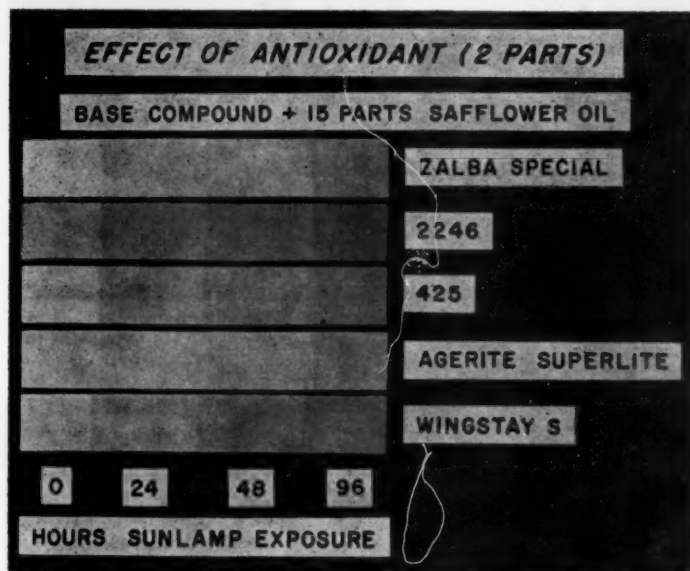 EFFECT OF ANTIOXIDANT (2 PARTS)
BASE COMPOUND + 15 PARTS SAFFLOWER OIL
ZALBA SPECIAL
2246
425
AGERITE SUPERLITE
WINGSTAY S
0 24 48 96
HOURS SUNLAMP EXPOSURE